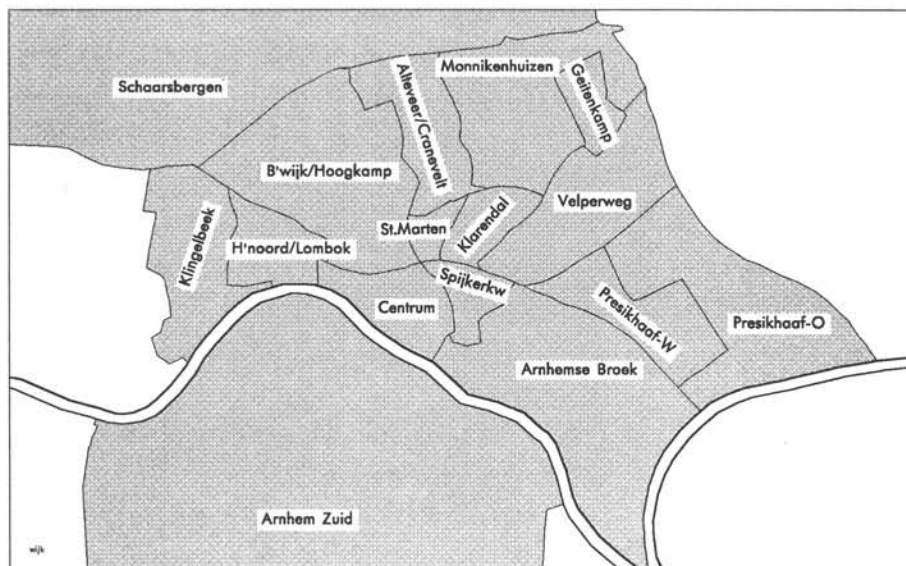 Schaarsbergen
Alteveer/Cranevelt
Monnikenhuizen
Geitenkamp
B'wijk/Hoogkamp
Klingelbeek
H'noord/Lombok
St.Marten
Klarendal
Velperweg
Spijkerkw
Centrum
Presikhaaf-W
Presikhaaf-O
Arnhemse Broek
Arnhem Zuid
wijk